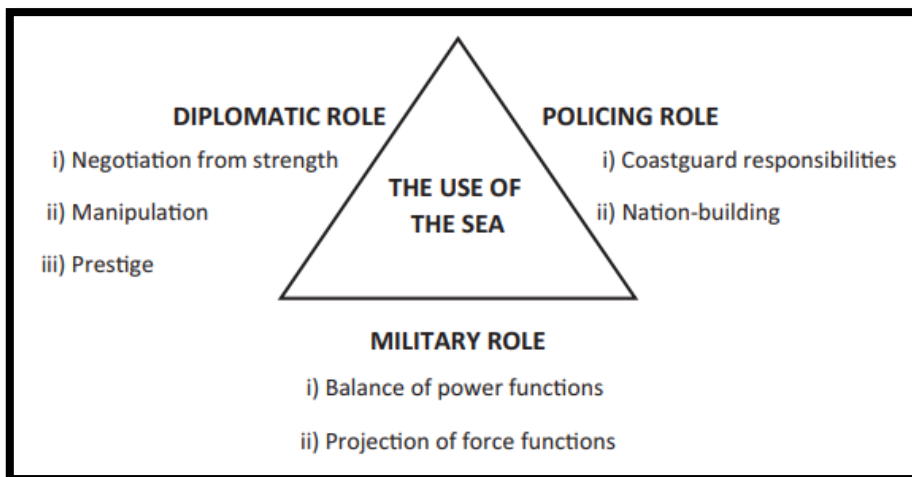 DIPLOMATIC ROLE
i) Negotiation from strength
ii) Manipulation
iii) Prestige
THE USE OF
THE SEA
POLICING ROLE
i) Coastguard responsibilities
ii) Nation-building
MILITARY ROLE
i) Balance of power functions
ii) Projection of force functions